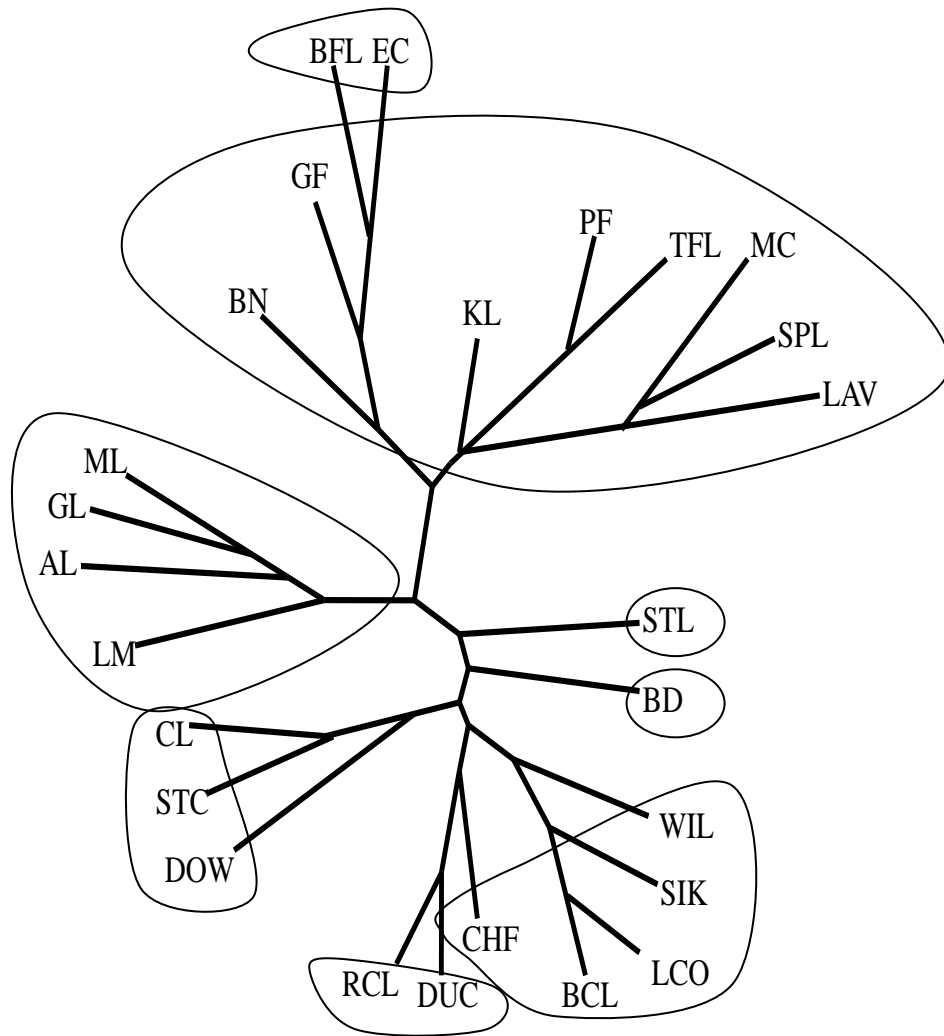 BFL EC
GF
PF
TFL
MC
BN
KL
SPL
LAV
ML
GL
AL
STL
LM
BD
CL
STC
WIL
DOW
SIK
CHF
LCO
RCL
DUC
BCL